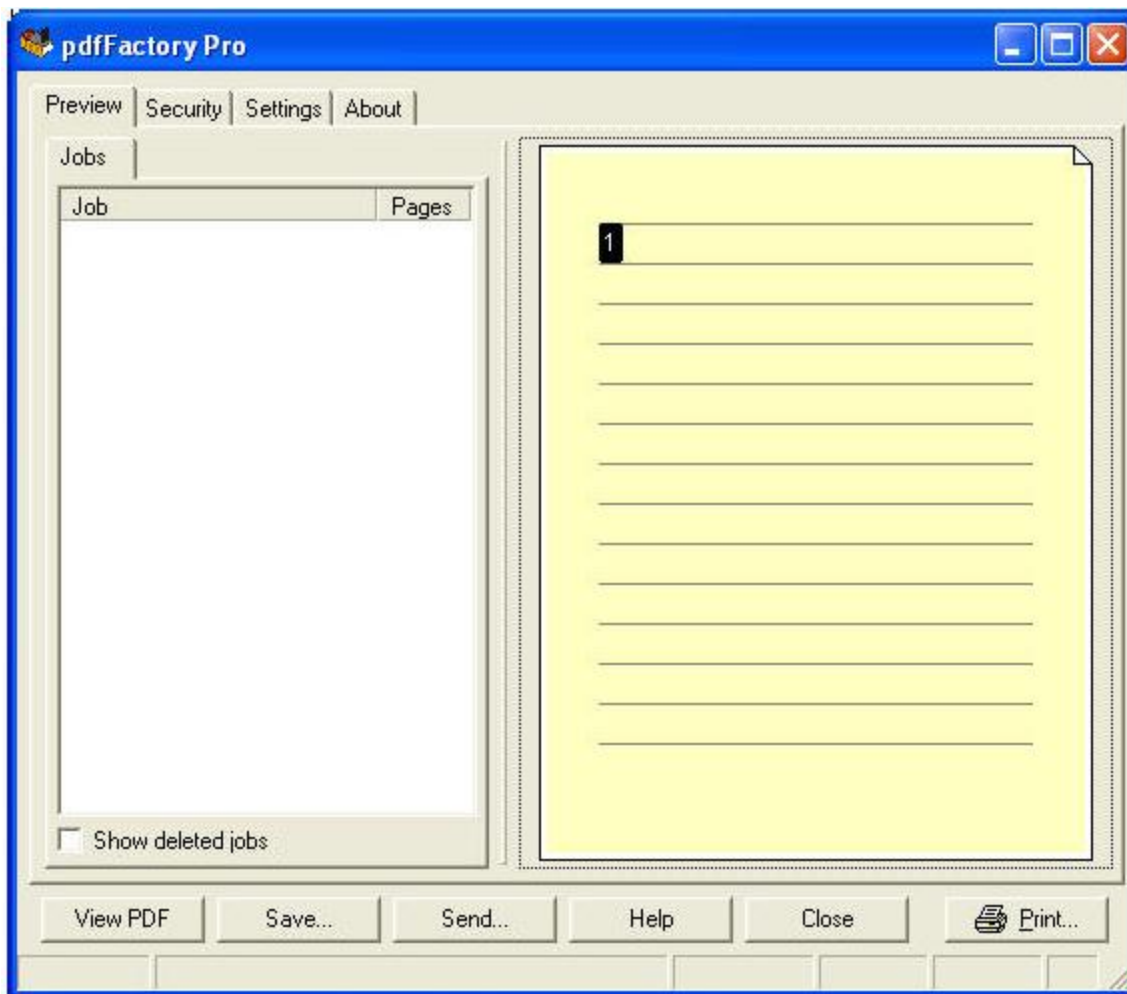 pdfFactory Pro
Preview Security Settings About
Jobs
Job Pages
1
Show deleted jobs
View PDF Save... Send... Help Close Print...